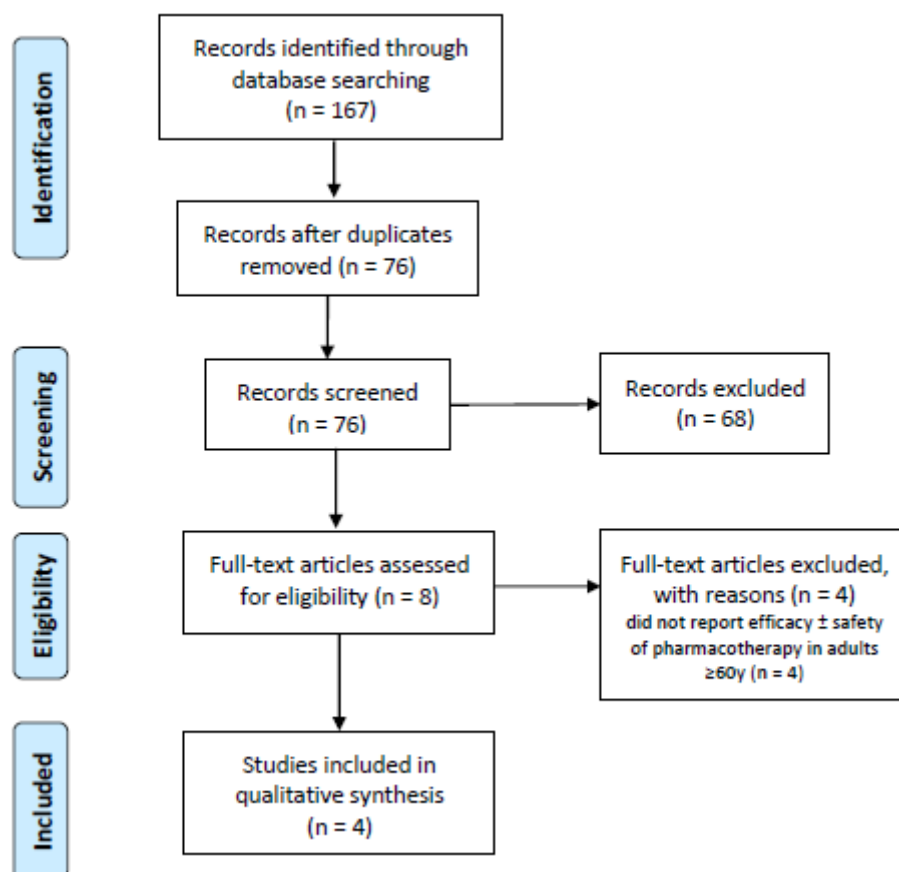 Identification
Records identified through
database searching
(n = 167)
Records after duplicates
removed (n = 76)
Screening
Records screened
(n = 76)
Records excluded
(n = 68)
Eligibility
Full-text articles assessed
for eligibility (n = 8)
Full-text articles excluded,
with reasons (n = 4)
did not report efficacy ± safety
of pharmacotherapy in adults
≥60y (n = 4)
Included
Studies included in
qualitative synthesis
(n = 4)